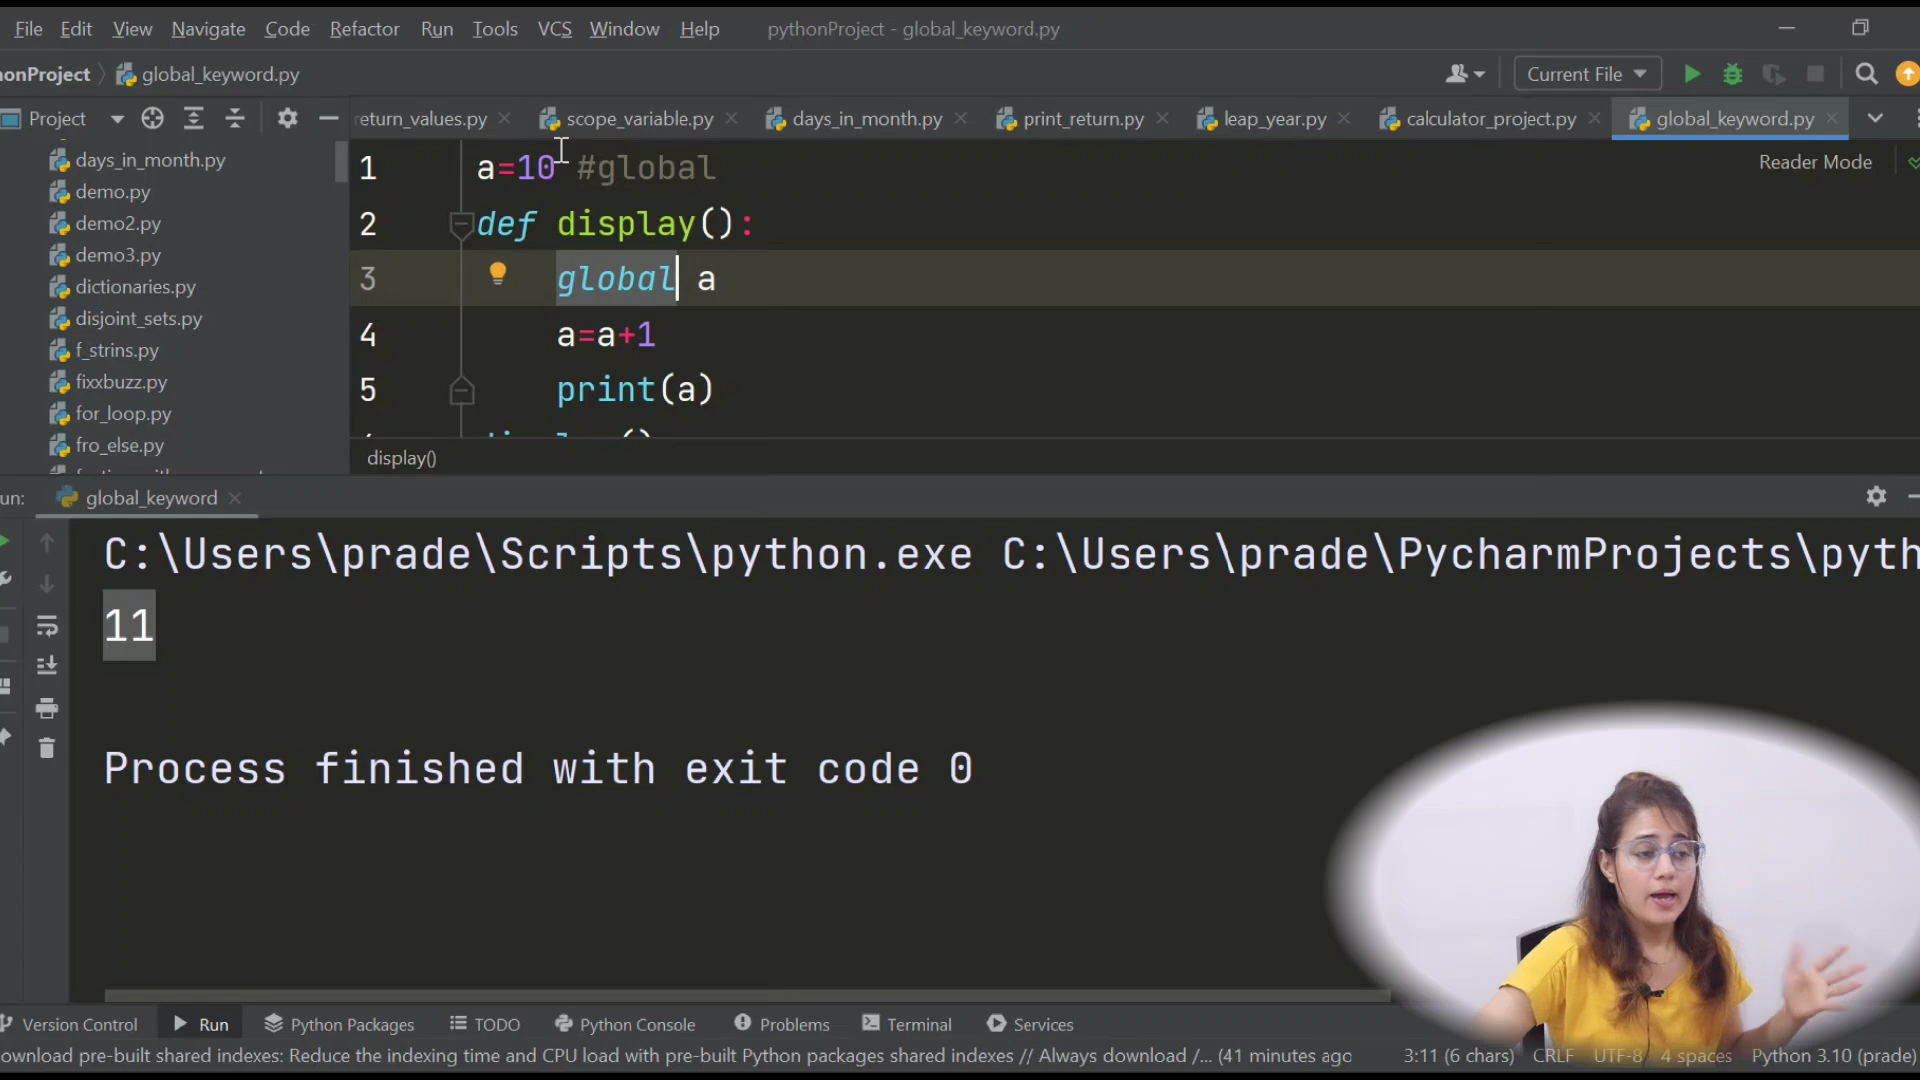 File Edit View Navigate Code Refactor Run Tools VCS Window Help pythonProject - global_keyword.py
honProject global_keyword.py Current File
Project return_values.py scope_variable.py days_in_month.py print_return.py leap_year.py calculator_project.py global_keyword.py
Reader Mode
days_in_month.py
demo.py
demo2.py
demo3.py
dictionaries.py
disjoint_sets.py
f_strins.py
fixxbuzz.py
for_loop.py
fro_else.py
1 a=10 #global
2 def display():
3 global a
4 a=a+1
5 print(a)
display()
un: global_keyword
C:\Users\prade\Scripts\python.exe C:\Users\prade\PycharmProjects\pyth
11
Process finished with exit code 0
Version Control Run Python Packages TODO Python Console Problems Terminal Services
ownload pre-built shared indexes: Reduce the indexing time and CPU load with pre-built Python packages shared indexes // Always download /... (41 minutes ago 3:11 (6 chars) CRLF UTF-8 4 spaces Python 3.10 (prade)